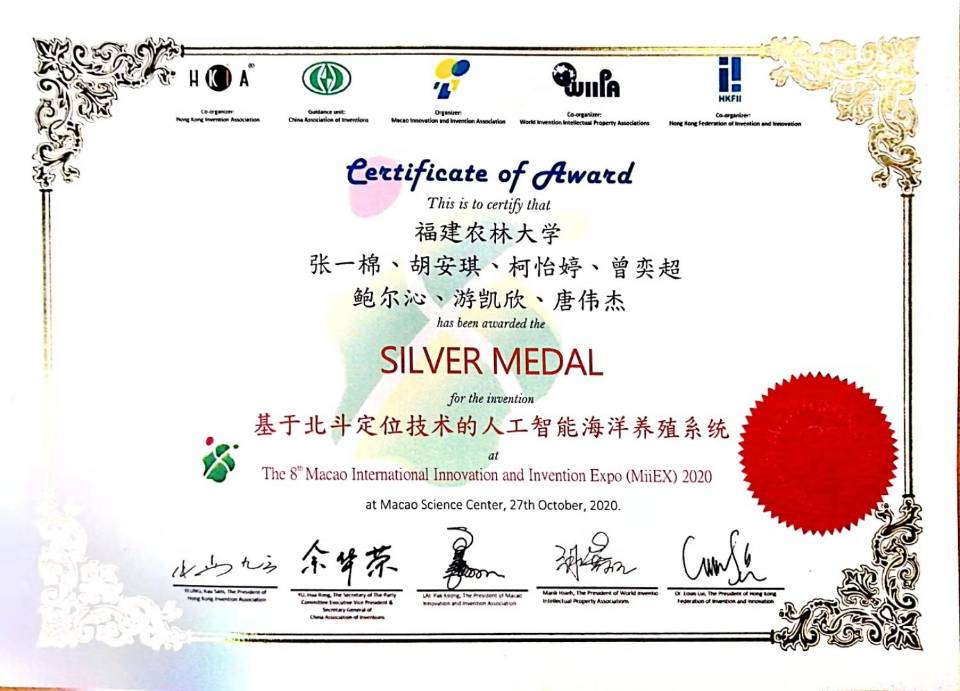 HKIA®
Co-organizer:
Hong Kong Invention Association
Guidance unit:
China Association of Inventions
Organizer:
Macao Innovation and Invention Association
WIIPA
Co-organizer:
World Invention Intellectual Property Associations
HKFII
Co-organizer:
Hong Kong Federation of Invention and Innovation
Certificate of Award
This is to certify that
福建农林大学
张一棉、胡安琪、柯怡婷、曾奕超
鲍尔沁、游凯欣、唐伟杰
has been awarded the
SILVER MEDAL
for the invention
基于北斗定位技术的人工智能海洋养殖系统
at
The 8th Macao International Innovation and Invention Expo (MiiEX) 2020
at Macao Science Center, 27th October, 2020.
余华荣
YEUNG, Kau Sam, The President of
Hong Kong Invention Association
YU, Hua Rong, The Secretary of The Party
Committee Executive Vice President &
Secretary General of
China Association of Inventions
LAI, Pak Keong, The President of Macao
Innovation and Invention Association
Mank Hsieh, The President of World Inventio
Intellectual Property Associations
Dr. Louis Lui, The President of Hong Kong
Federation of Invention and Innovation